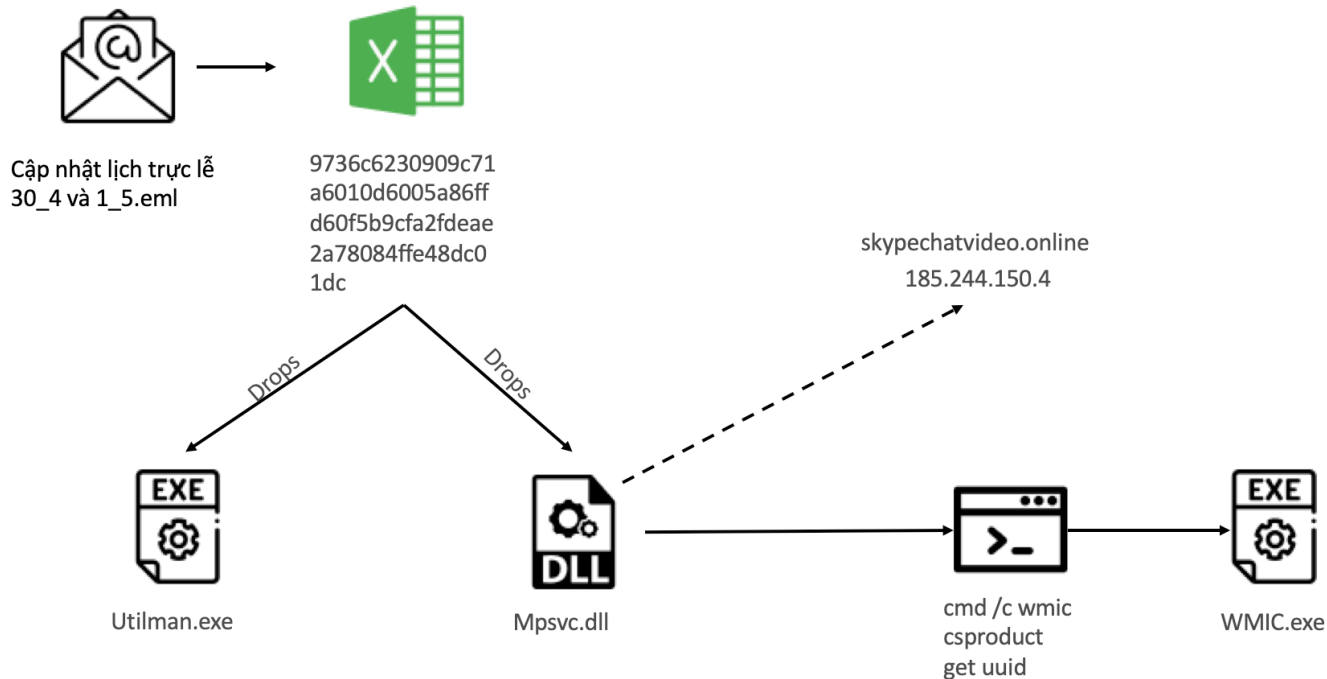 Cập nhật lịch trực lễ
30_4 và 1_5.eml
X
9736c6230909c71
a6010d6005a86ff
d60f5b9cfa2fdeae
2a78084ffe48dc0
1dc
skypechatvideo.online
185.244.150.4
Drops
Drops
EXE
Utilman.exe
DLL
Mpsvc.dll
cmd /c wmic
csproduct
get uuid
EXE
WMIC.exe